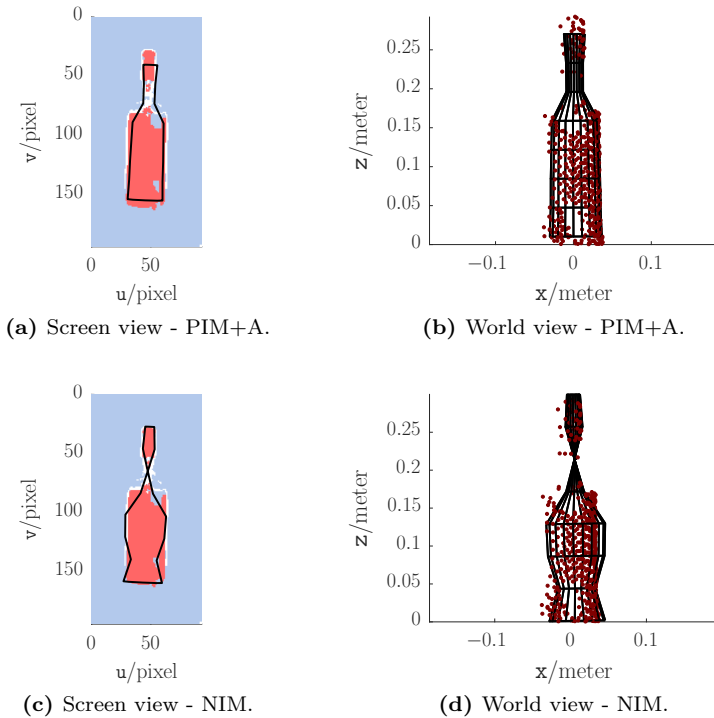 0
50
100
150
0 50
v/pixel
u/pixel
(a) Screen view - PIM+A.
0.25
0.2
0.15
0.1
0.05
0
−0.1 0 0.1
z/meter
x/meter
(b) World view - PIM+A.
0
50
100
150
0 50
v/pixel
u/pixel
(c) Screen view - NIM.
0.25
0.2
0.15
0.1
0.05
0
−0.1 0 0.1
z/meter
x/meter
(d) World view - NIM.